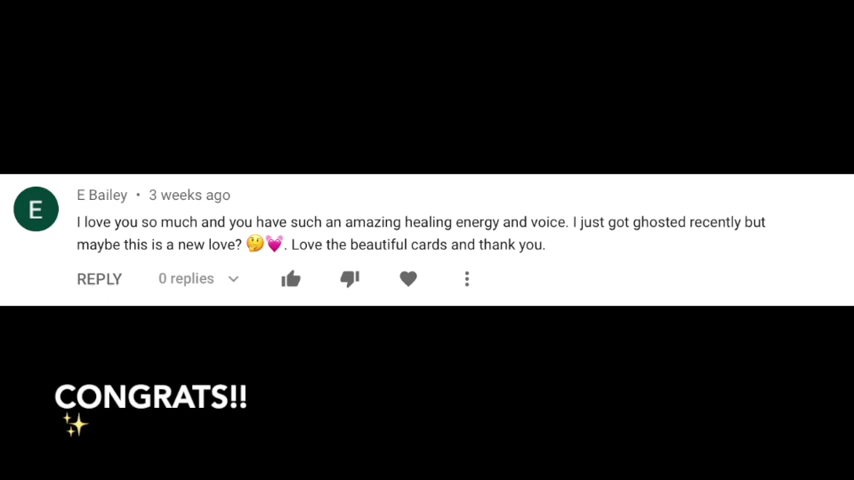 E
E Bailey • 3 weeks ago
I love you so much and you have such an amazing healing energy and voice. I just got ghosted recently but
maybe this is a new love? 🤔💓. Love the beautiful cards and thank you.
REPLY 0 replies
CONGRATS!!
✨